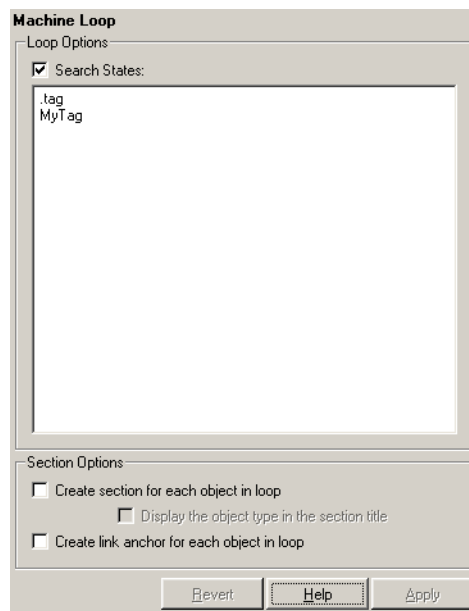 Machine Loop
Loop Options
Search States:
.tag
MyTag
Section Options
Create section for each object in loop
Display the object type in the section title
Create link anchor for each object in loop
Revert Help Apply